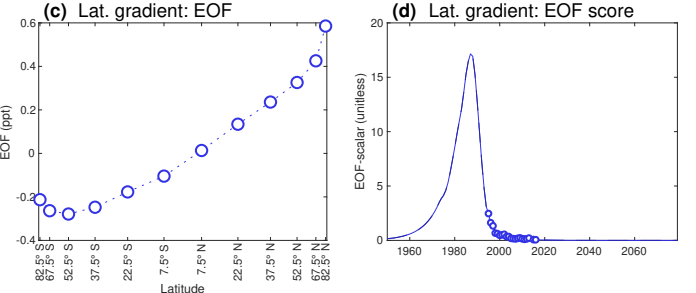 (c) Lat. gradient: EOF
0.6
0.4
0.2
0
-0.2
-0.4
EOF (ppt)
82.5° S
67.5° S
52.5° S
37.5° S
22.5° S
7.5° S
7.5° N
22.5° N
37.5° N
52.5° N
67.5° N
82.5° N
Latitude
(d) Lat. gradient: EOF score
20
15
10
5
0
EOF-scalar (unitless)
1960
1980
2000
2020
2040
2060